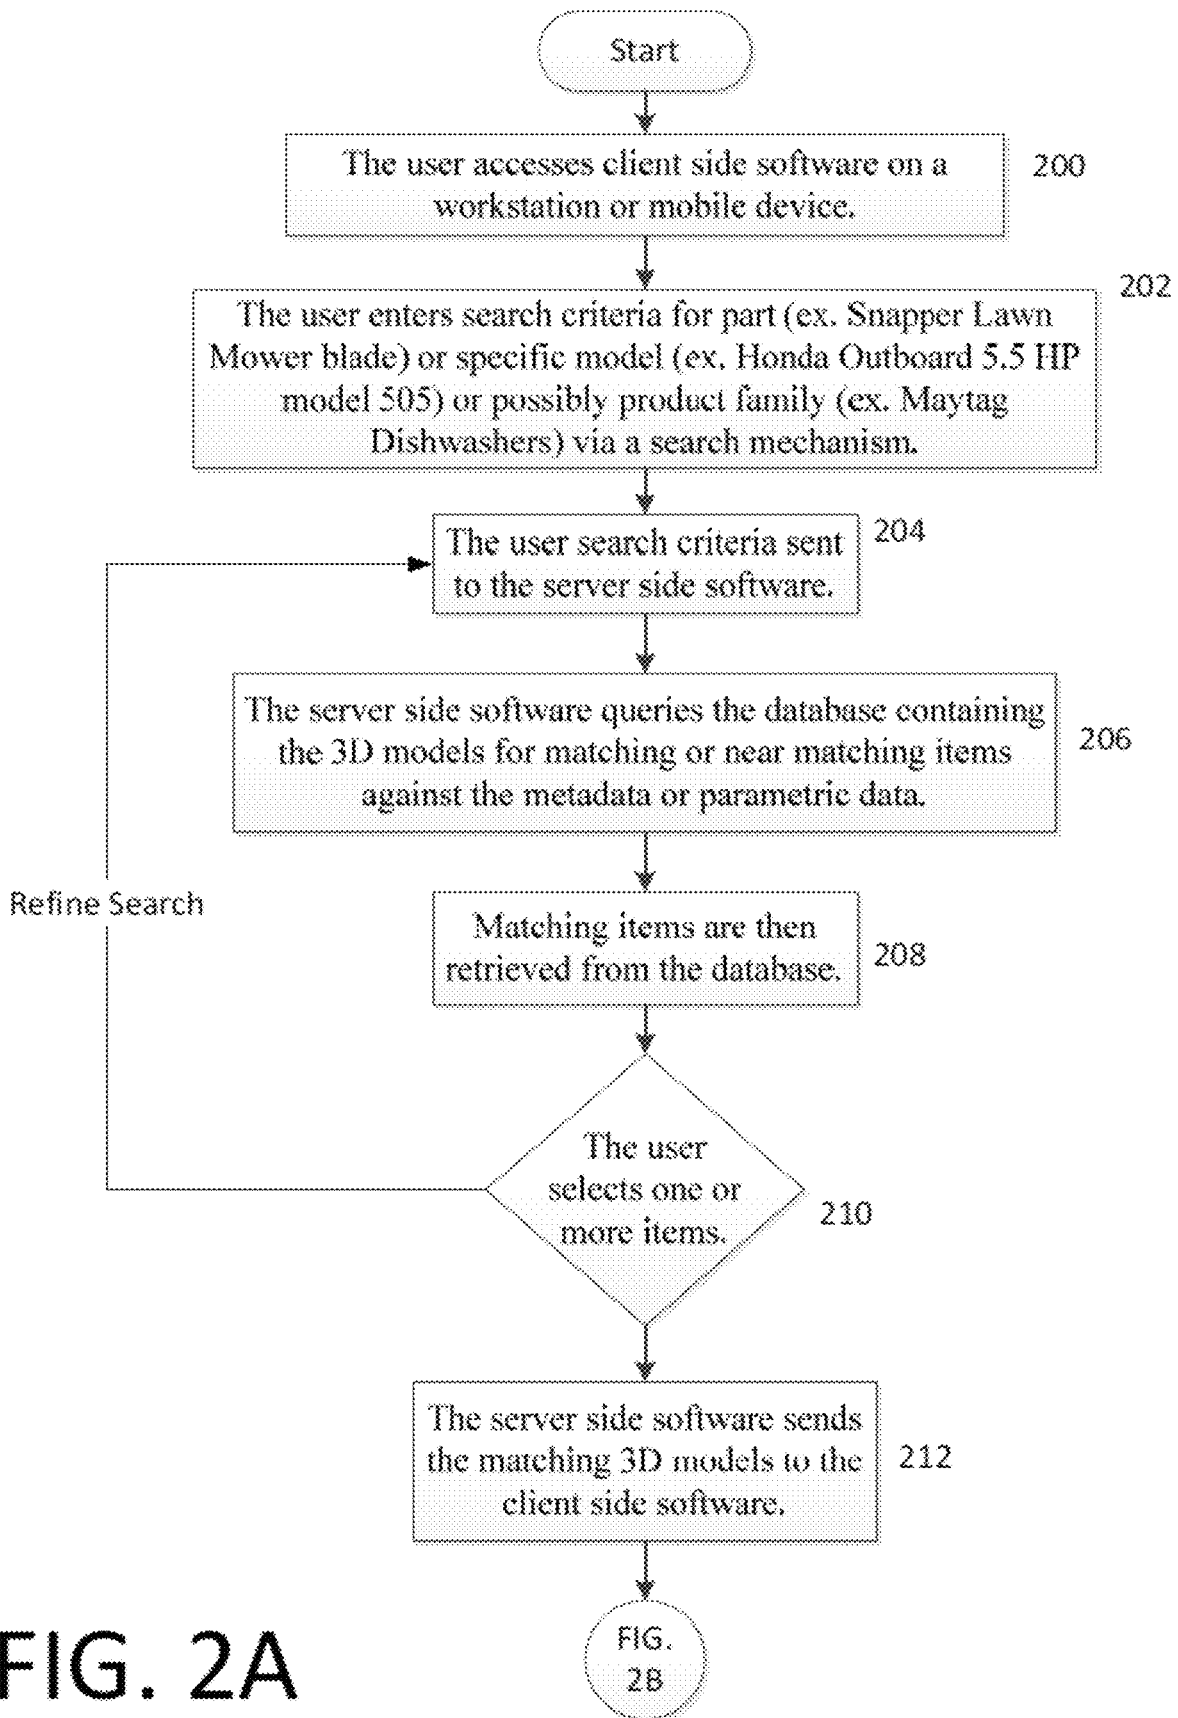 Start
The user accesses client side software on a
workstation or mobile device.
200
202
The user enters search criteria for part (ex. Snapper Lawn
Mower blade) or specific model (ex. Honda Outboard 5.5 HP
model 505) or possibly product family (ex. Maytag
Dishwashers) via a search mechanism.
204
The user search criteria sent
to the server side software.
The server side software queries the database containing
the 3D models for matching or near matching items
against the metadata or parametric data.
206
Refine Search
Matching items are then
retrieved from the database.
208
The user
selects one or
more items.
210
The server side software sends
the matching 3D models to the
client side software.
212
FIG.
2B
FIG. 2A